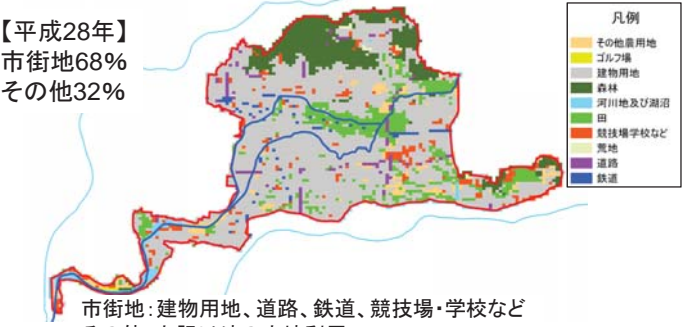 【平成28年】
市街地68%
その他32%
凡例
その他農用地
ゴルフ場
建物用地
森林
河川地及び湖沼
田
競技場学校など
荒地
道路
鉄道
市街地：建物用地、道路、鉄道、競技場・学校など